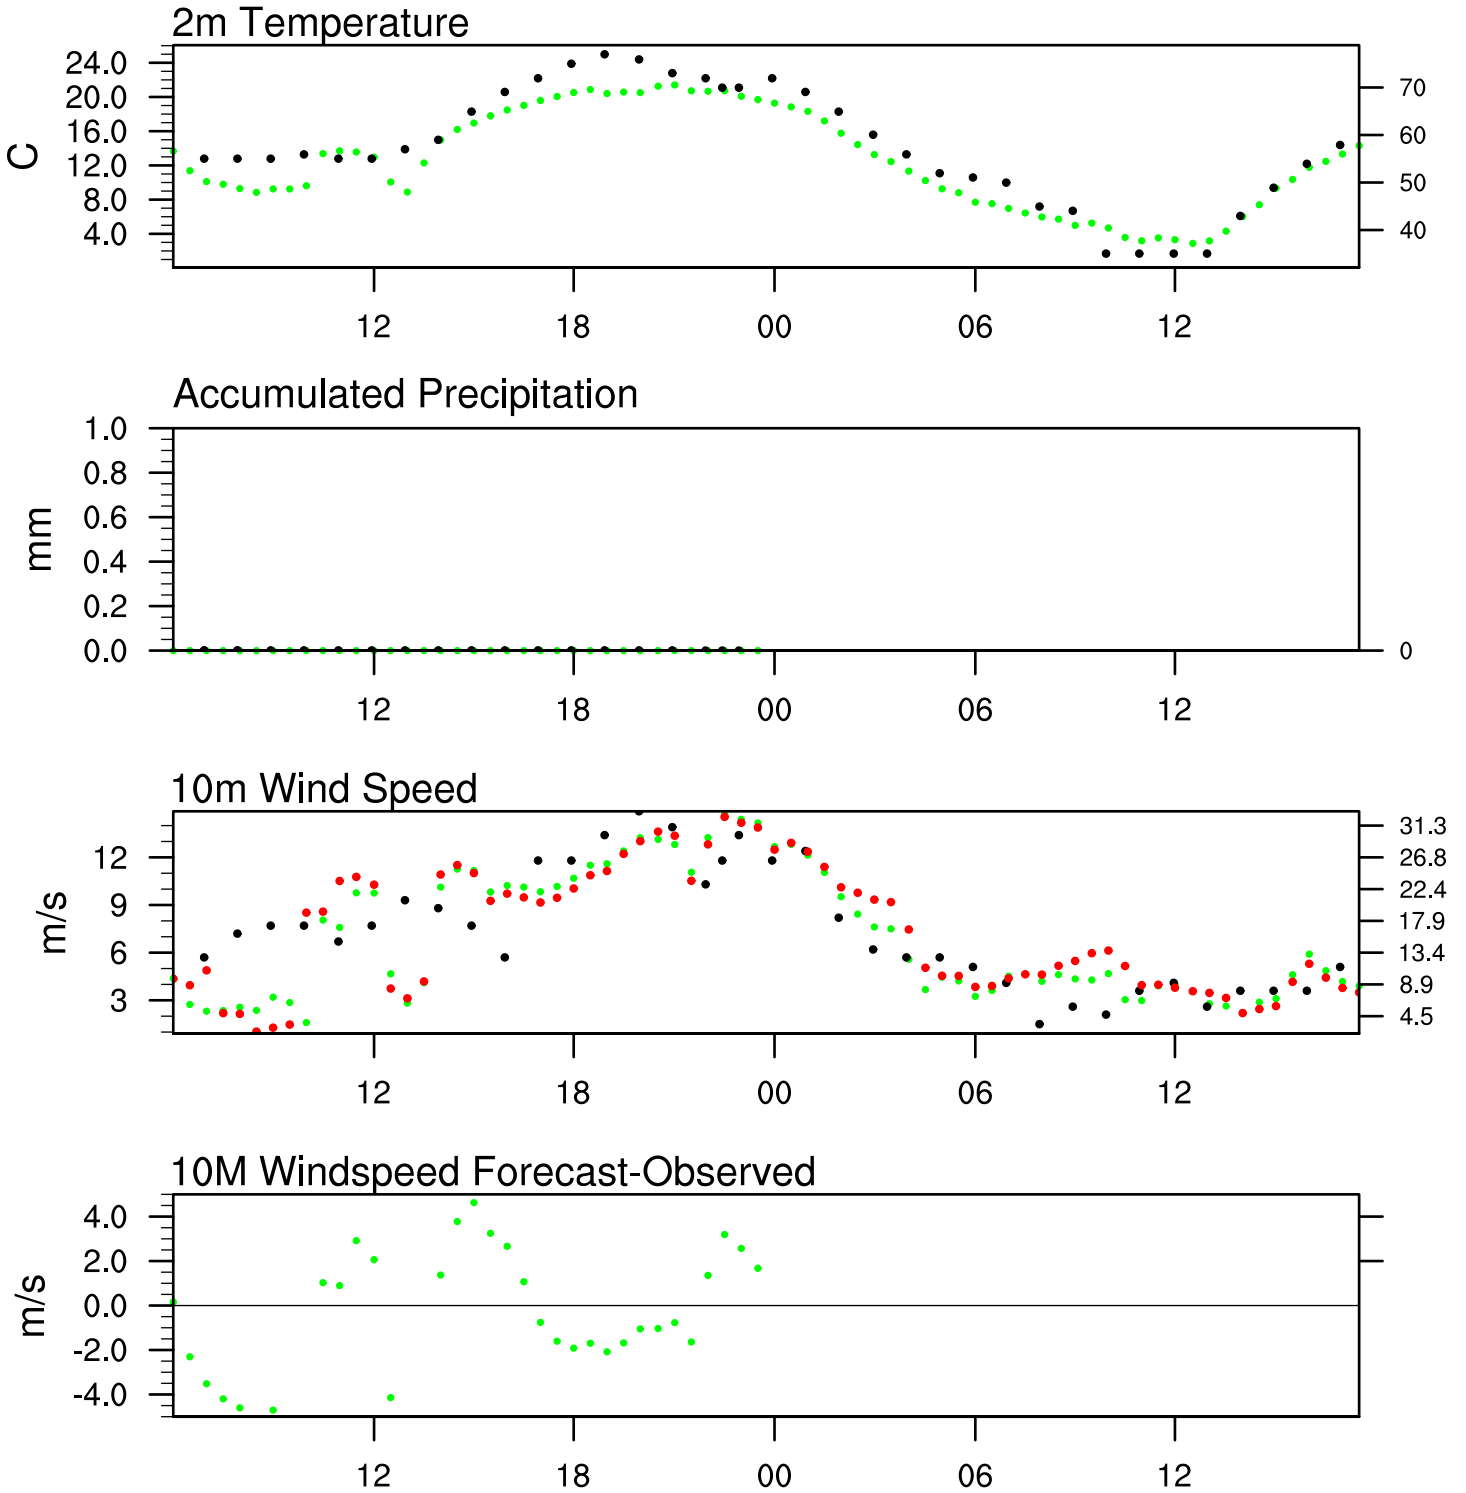 2m Temperature
24.0
20.0
16.0
12.0
8.0
4.0
C
70
60
50
40
12 18 00 06 12
Accumulated Precipitation
1.0
0.8
0.6
0.4
0.2
0.0
mm
0
12 18 00 06 12
10m Wind Speed
12
9
6
3
m/s
31.3
26.8
22.4
17.9
13.4
8.9
4.5
12 18 00 06 12
10M Windspeed Forecast-Observed
4.0
2.0
0.0
-2.0
-4.0
m/s
12 18 00 06 12